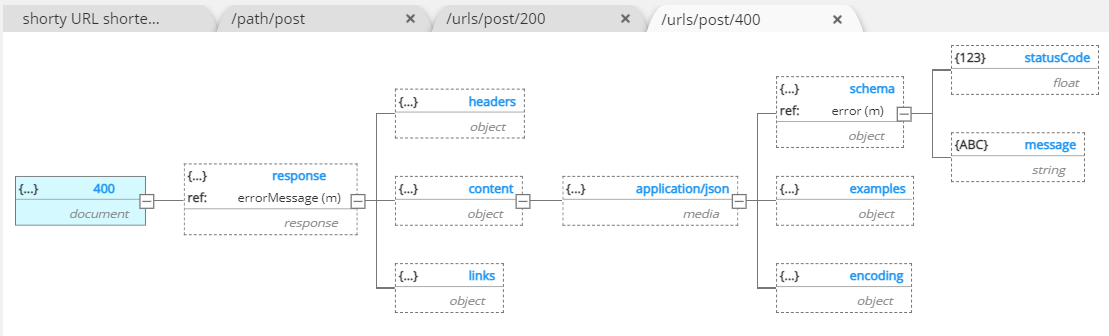 shorty URL shorte...
/path/post ×
/urls/post/200 ×
/urls/post/400 ×
{...} 400
document
{...} response
ref: errorMessage (m)
response
{...} headers
object
{...} content
object
{...} links
object
{...} application/json
media
{...} schema
ref: error (m)
object
{...} examples
object
{...} encoding
object
{123} statusCode
float
{ABC} message
string